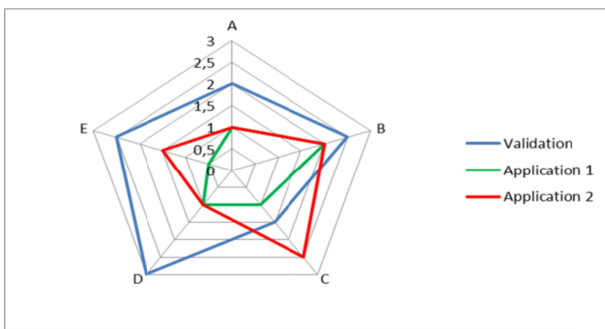 A
3
2,5
2
1,5
1
0,5
0
B
C
D
E
Validation
Application 1
Application 2